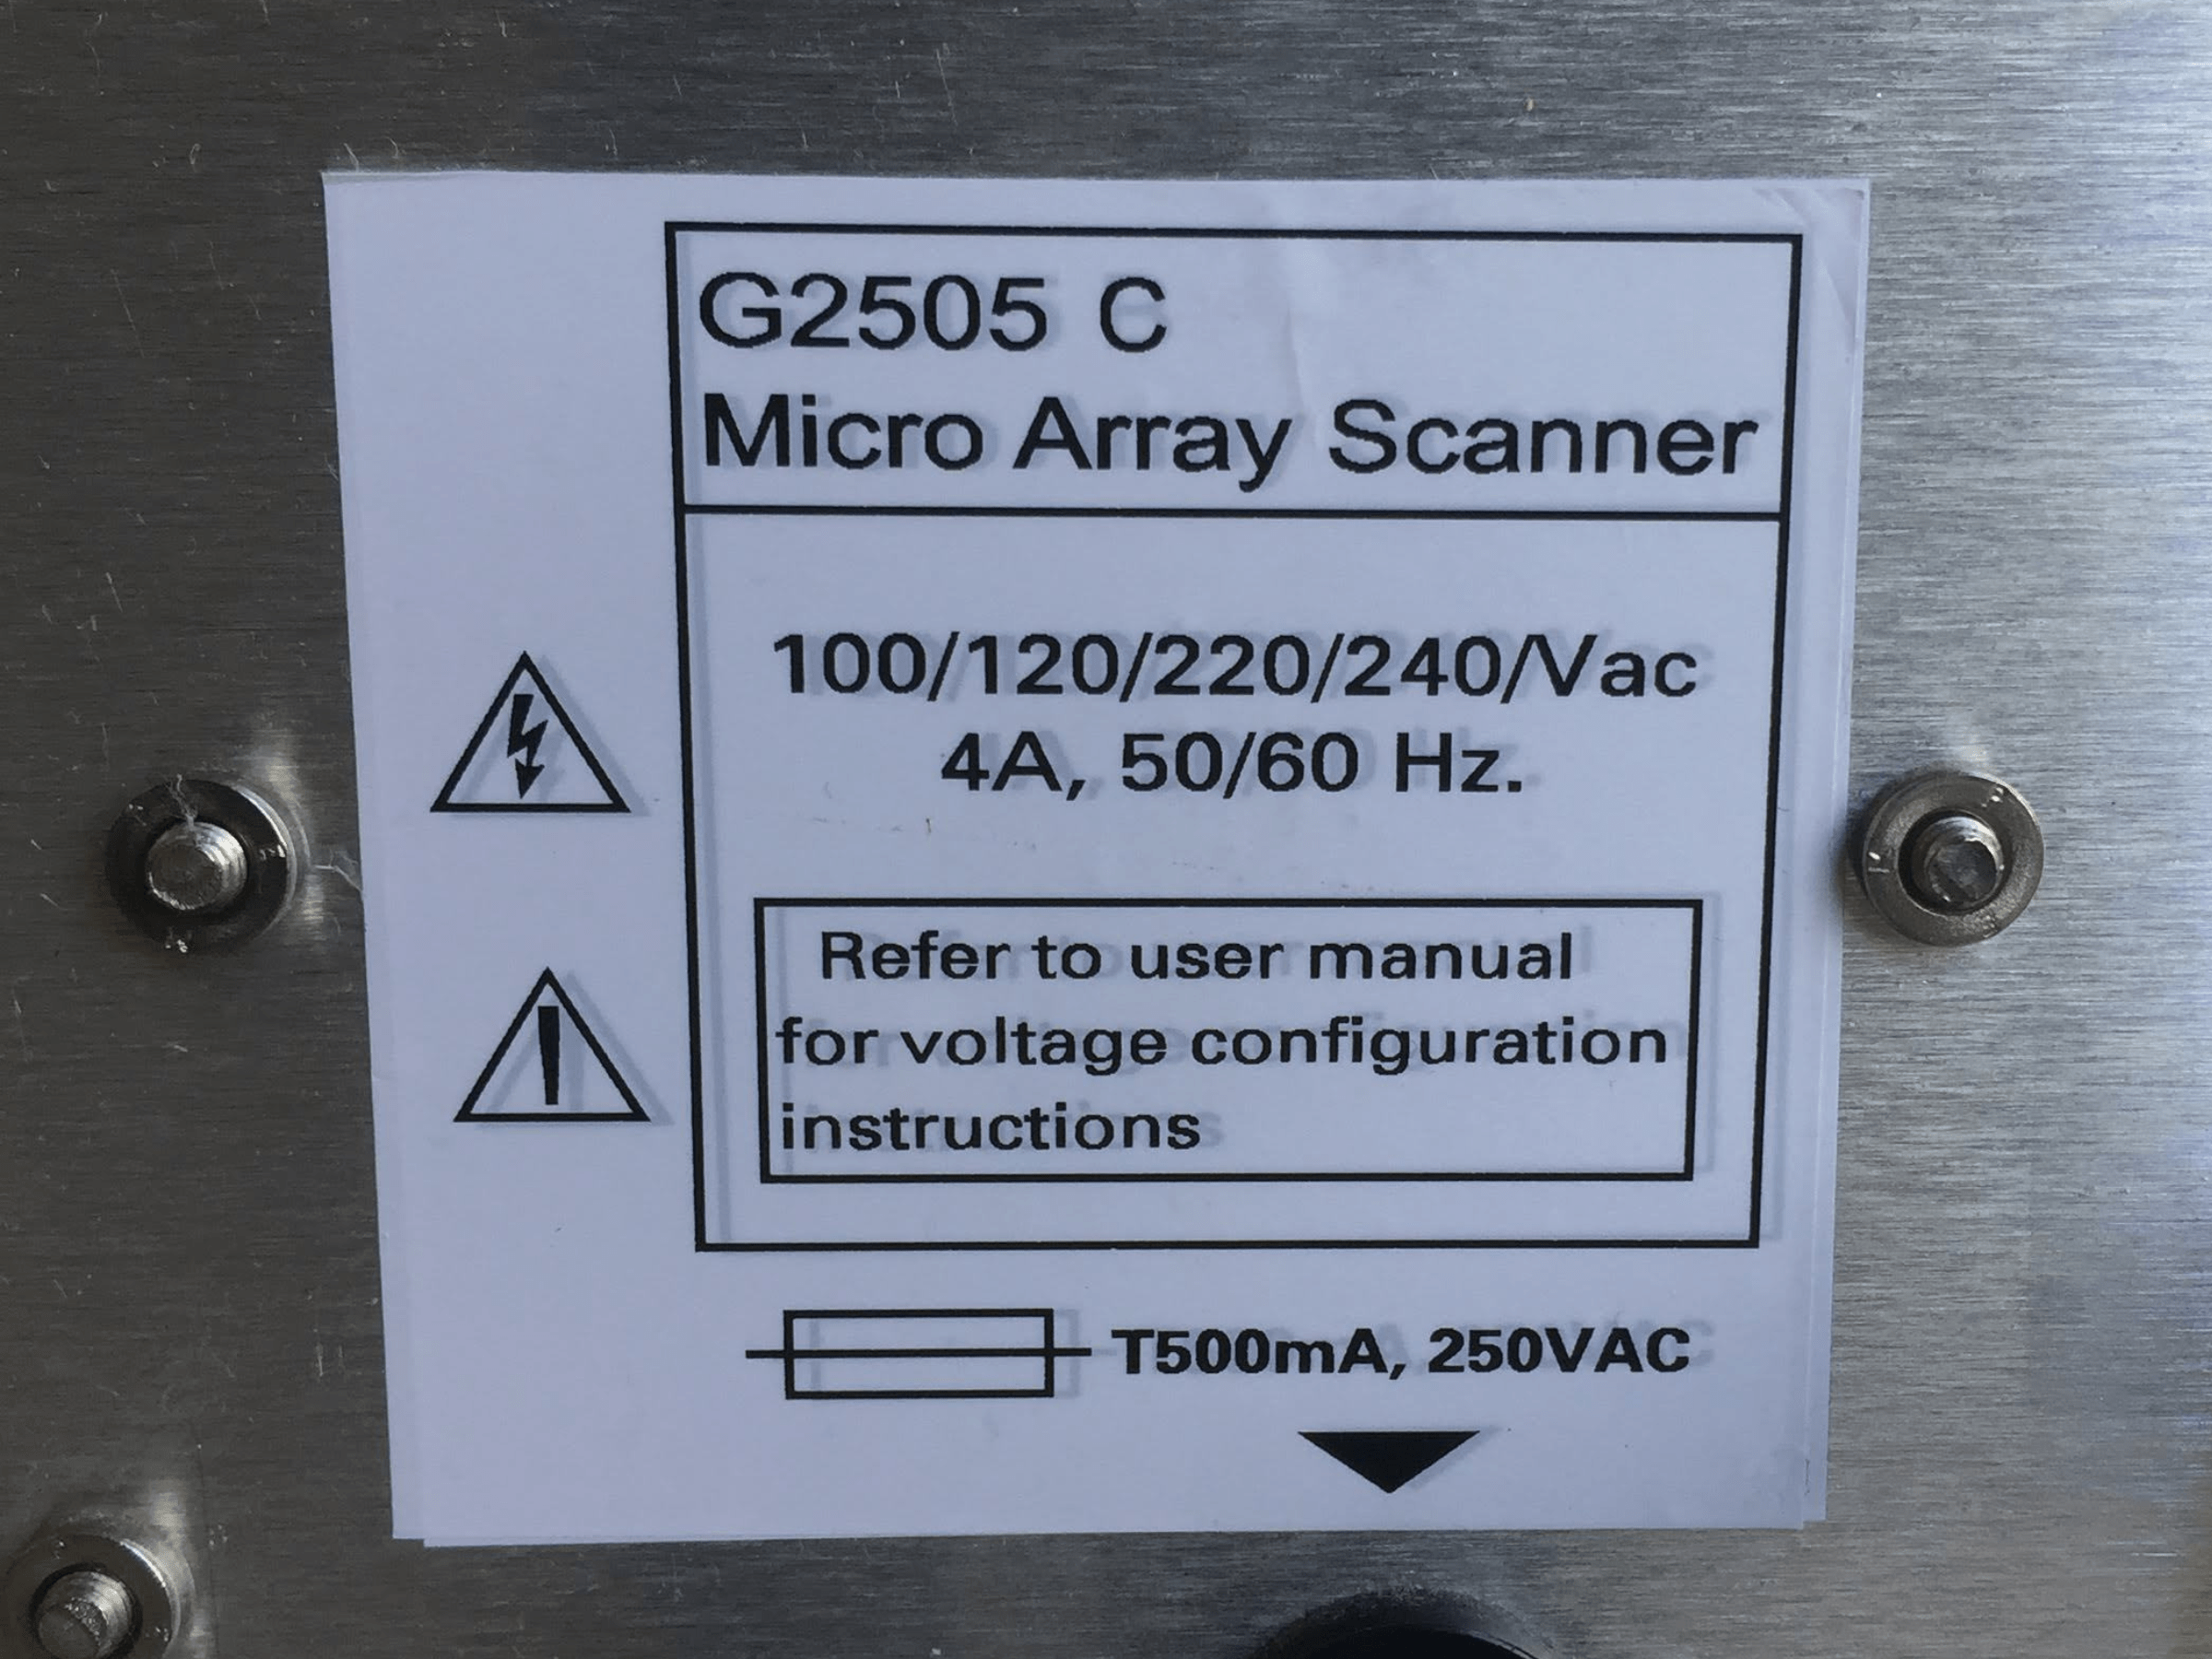 G2505 C
Micro Array Scanner
100/120/220/240/Vac
4A, 50/60 Hz.
Refer to user manual
for voltage configuration
instructions
T500mA, 250VAC